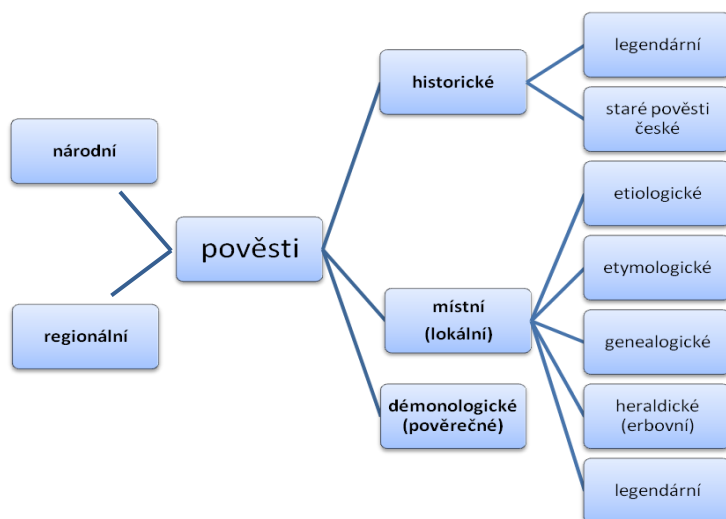 národní
regionální
pověsti
historické
místní
(lokální)
démonologické
(pověrečné)
legendární
staré pověsti
české
etiologické
etymologické
genealogické
heraldické
(erbovní)
legendární